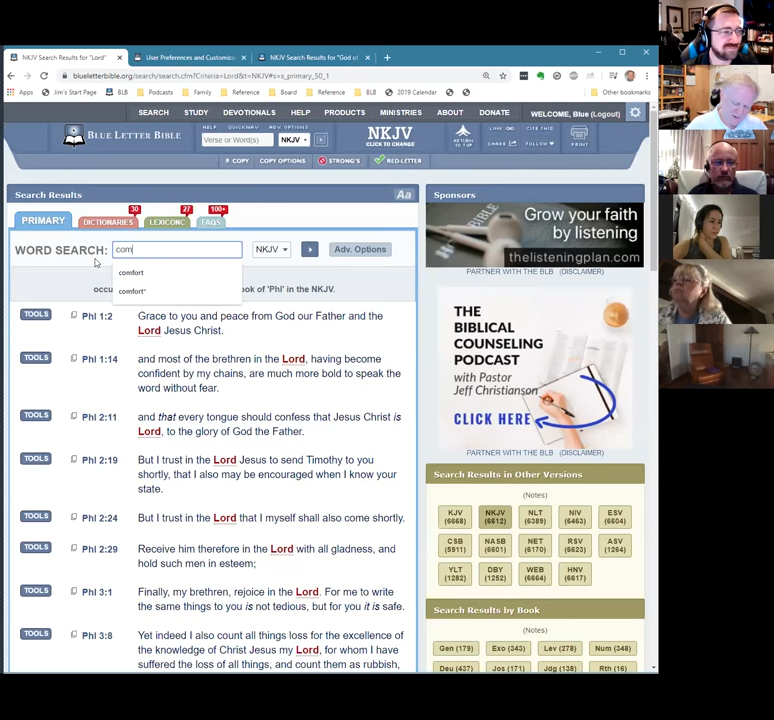 NKJV Search Results for "Lord"
User Preferences and Customiza
NKJV Search Results for "God of
blueletterbible.org/search/search.cfm?Criteria=Lord&t=NKJV#s=s_primary_50_1
Apps
Jim's Start Page
BLB
Podcasts
Family
Reference
Board
Reference
BLB
2019 Calendar
Other bookmarks
SEARCH
STUDY
DEVOTIONALS
HELP
PRODUCTS
MINISTRIES
ABOUT
DONATE
WELCOME, Blue (Logout)
BLUE LETTER BIBLE
HELP
QUICKNAV
ADV. OPTIONS
Verse or Word(s)
NKJV
NKJV
CLICK TO CHANGE
RETURN
TO TOP
LINK
CITE THIS
SHARE
FOLLOW
PRINT
COPY
COPY OPTIONS
STRONG'S
RED-LETTER
Search Results
Aa
PRIMARY
DICTIONARIES
30
LEXICONC
27
FAQS
100+
WORD SEARCH:
com
NKJV
Adv. Options
comfort
comfort*
occu
ook of 'Phl' in the NKJV.
TOOLS
Phl 1:2
Grace to you and peace from God our Father and the
Lord Jesus Christ.
TOOLS
Phl 1:14
and most of the brethren in the Lord, having become
confident by my chains, are much more bold to speak the
word without fear.
TOOLS
Phl 2:11
and that every tongue should confess that Jesus Christ is
Lord, to the glory of God the Father.
TOOLS
Phl 2:19
But I trust in the Lord Jesus to send Timothy to you
shortly, that I also may be encouraged when I know your
state.
TOOLS
Phl 2:24
But I trust in the Lord that I myself shall also come shortly.
TOOLS
Phl 2:29
Receive him therefore in the Lord with all gladness, and
hold such men in esteem;
TOOLS
Phl 3:1
Finally, my brethren, rejoice in the Lord. For me to write
the same things to you is not tedious, but for you it is safe.
TOOLS
Phl 3:8
Yet indeed I also count all things loss for the excellence of
the knowledge of Christ Jesus my Lord, for whom I have
suffered the loss of all things, and count them as rubbish,
Sponsors
Grow your faith
by listening
thelisteningplan.com
PARTNER WITH THE BLB (DISCLAIMER)
THE
BIBLICAL
COUNSELING
PODCAST
with Pastor
Jeff Christianson
CLICK HERE
PARTNER WITH THE BLB (DISCLAIMER)
Search Results in Other Versions
(Notes)
KJV
(6668)
NKJV
(6612)
NLT
(6389)
NIV
(6463)
ESV
(6604)
CSB
(5911)
NASB
(6601)
NET
(6170)
RSV
(6623)
ASV
(1264)
YLT
(1282)
DBY
(1252)
WEB
(6664)
HNV
(6617)
Search Results by Book
(Notes)
Gen (179)
Exo (343)
Lev (278)
Num (348)
Deu (437)
Jos (171)
Jdg (138)
Rth (16)